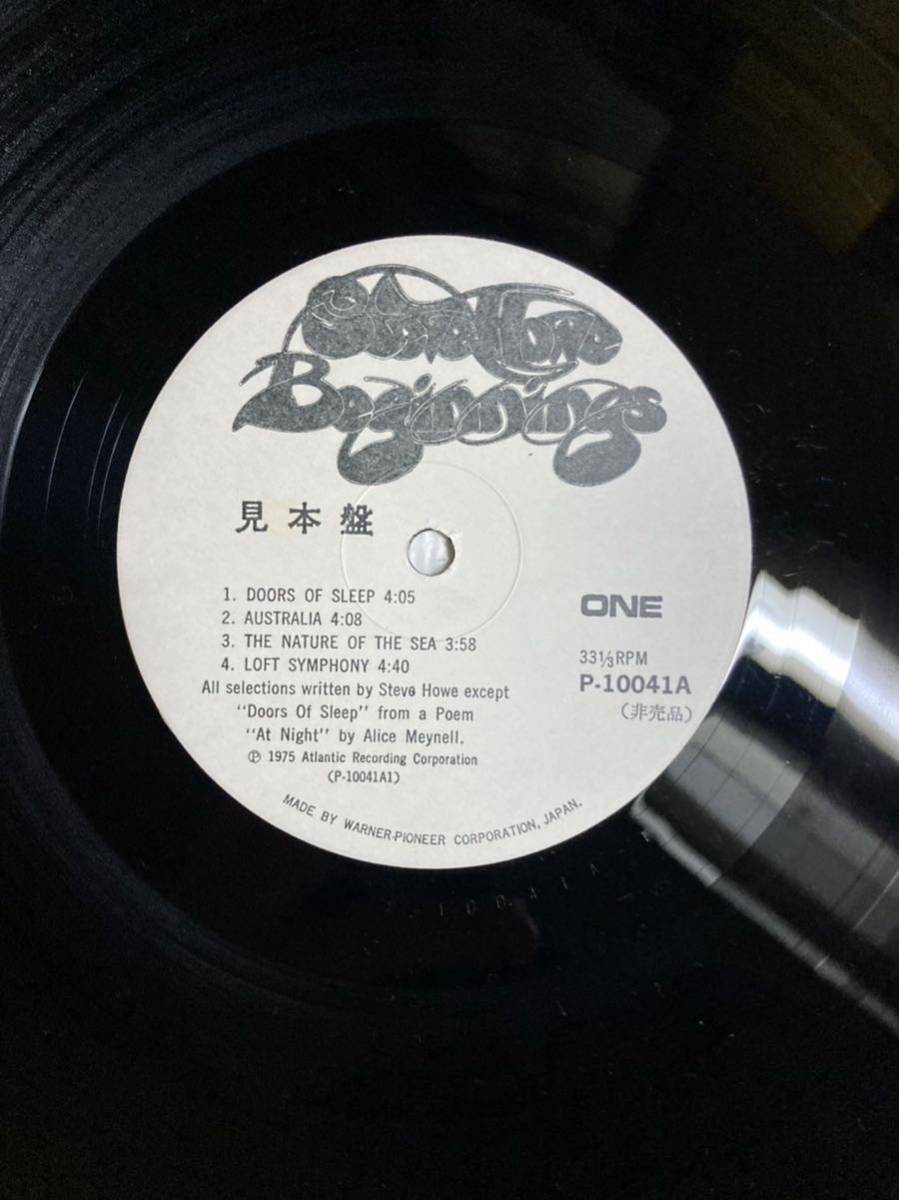 Steve Howe
Beginnings
見本盤
1. DOORS OF SLEEP 4:05
2. AUSTRALIA 4:08
3. THE NATURE OF THE SEA 3:58
4. LOFT SYMPHONY 4:40
All selections written by Steve Howe except
"Doors Of Sleep" from a Poem
"At Night" by Alice Meynell.
Ⓟ 1975 Atlantic Recording Corporation
(P-10041A1)
ONE
33⅓RPM
P-10041A
(非売品)
MADE BY WARNER-PIONEER CORPORATION, JAPAN.